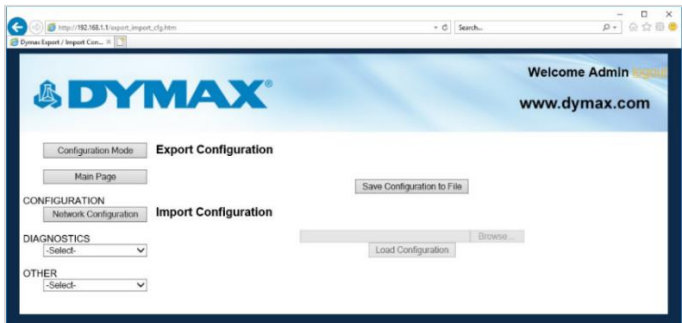 http://192.168.1.1/export_import_cfg.htm
Search...
Dymax Export / Import Con...
Welcome Admin logout
DYMAX®
www.dymax.com
Configuration Mode
Export Configuration
Main Page
Save Configuration to File
CONFIGURATION
Network Configuration
Import Configuration
Browse...
DIAGNOSTICS
-Select-
Load Configuration
OTHER
-Select-